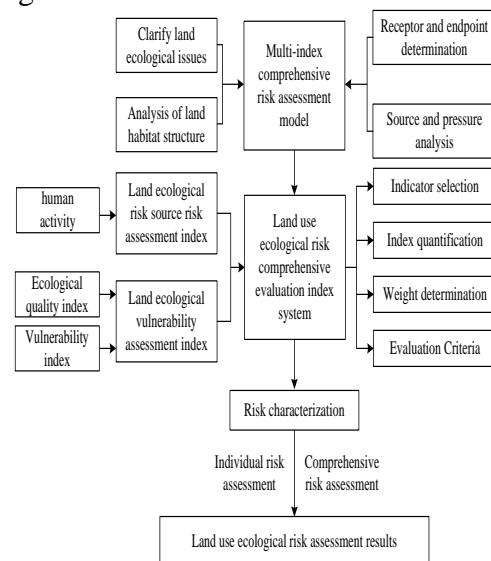 Clarify land
ecological issues
Analysis of land
habitat structure
Multi-index
comprehensive
risk assessment
model
Receptor and endpoint
determination
Source and pressure
analysis
human
activity
Land ecological
risk source risk
assessment index
Ecological
quality index
Vulnerability
index
Land ecological
vulnerability
assessment index
Land use
ecological risk
comprehensive
evaluation index
system
Indicator selection
Index quantification
Weight determination
Evaluation Criteria
Risk characterization
Individual risk
assessment
Comprehensive
risk assessment
Land use ecological risk assessment results